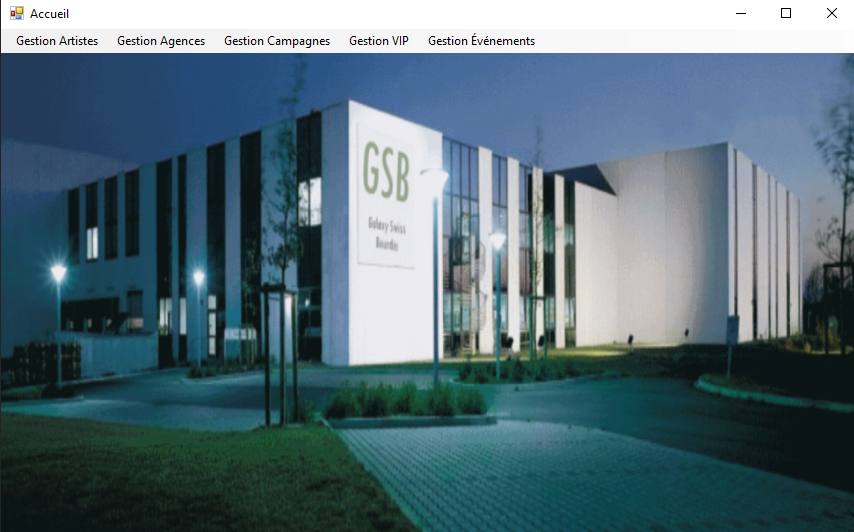 Accueil
Gestion Artistes Gestion Agences Gestion Campagnes Gestion VIP Gestion Événements
GSB
Galaxy Swiss
Bourdin